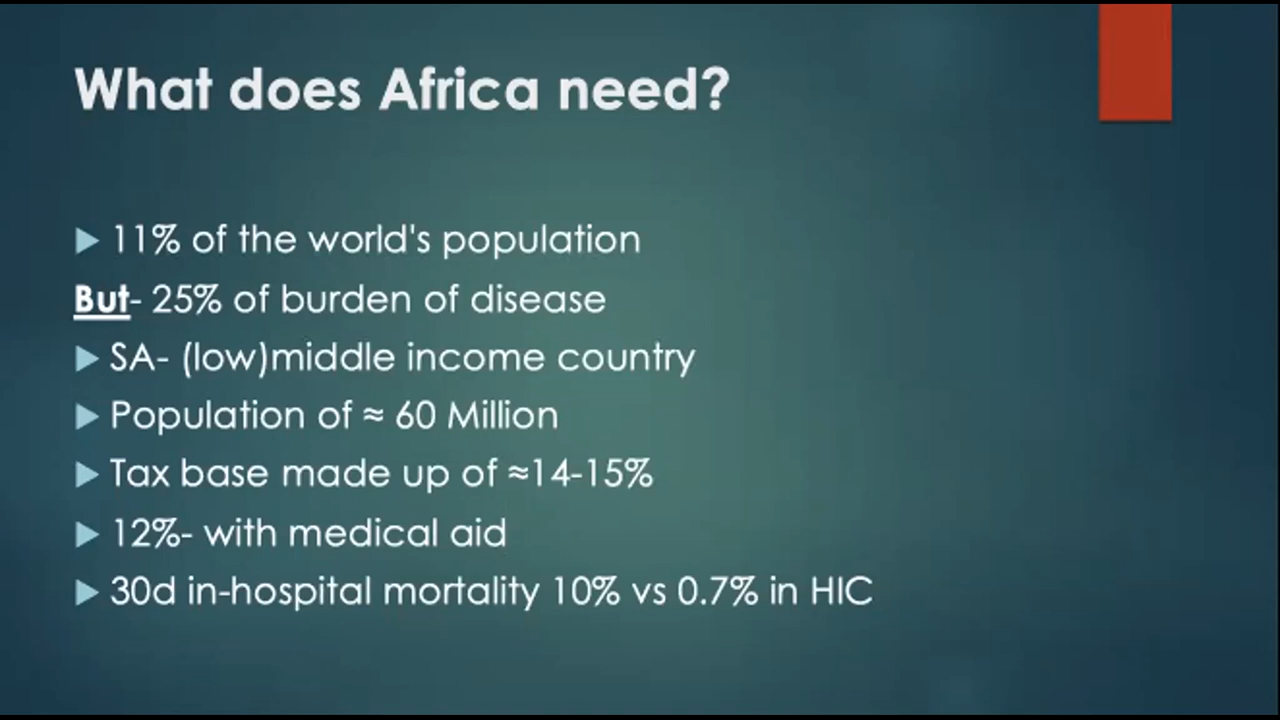 What does Africa need?
11% of the world's population
But- 25% of burden of disease
SA- (low)middle income country
Population of ≈ 60 Million
Tax base made up of ≈14-15%
12%- with medical aid
30d in-hospital mortality 10% vs 0.7% in HIC